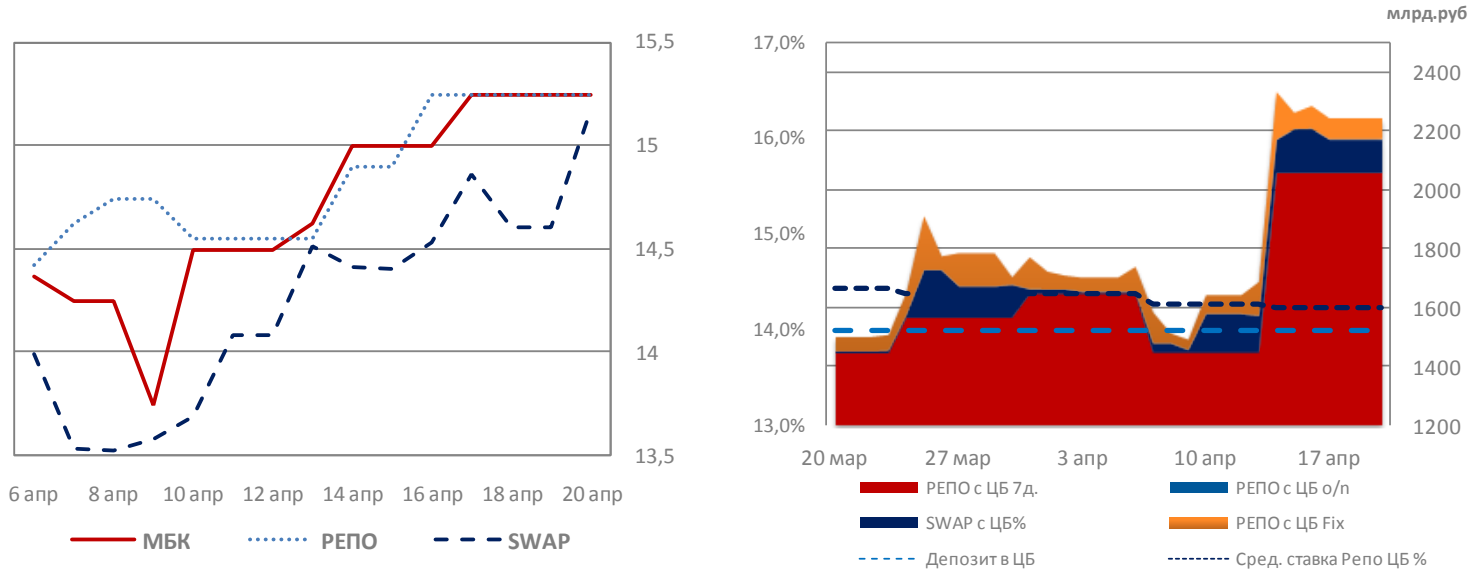 15,5
15
14,5
14
13,5
6 апр 8 апр 10 апр 12 апр 14 апр 16 апр 18 апр 20 апр
МБК РЕПО SWAP
млрд.руб
17,0%
16,0%
15,0%
14,0%
13,0%
2400
2200
2000
1800
1600
1400
1200
20 мар 27 мар 3 апр 10 апр 17 апр
РЕПО с ЦБ 7д. РЕПО с ЦБ o/n
SWAP с ЦБ% РЕПО с ЦБ Fix
Депозит в ЦБ Сред. ставка Репо ЦБ %